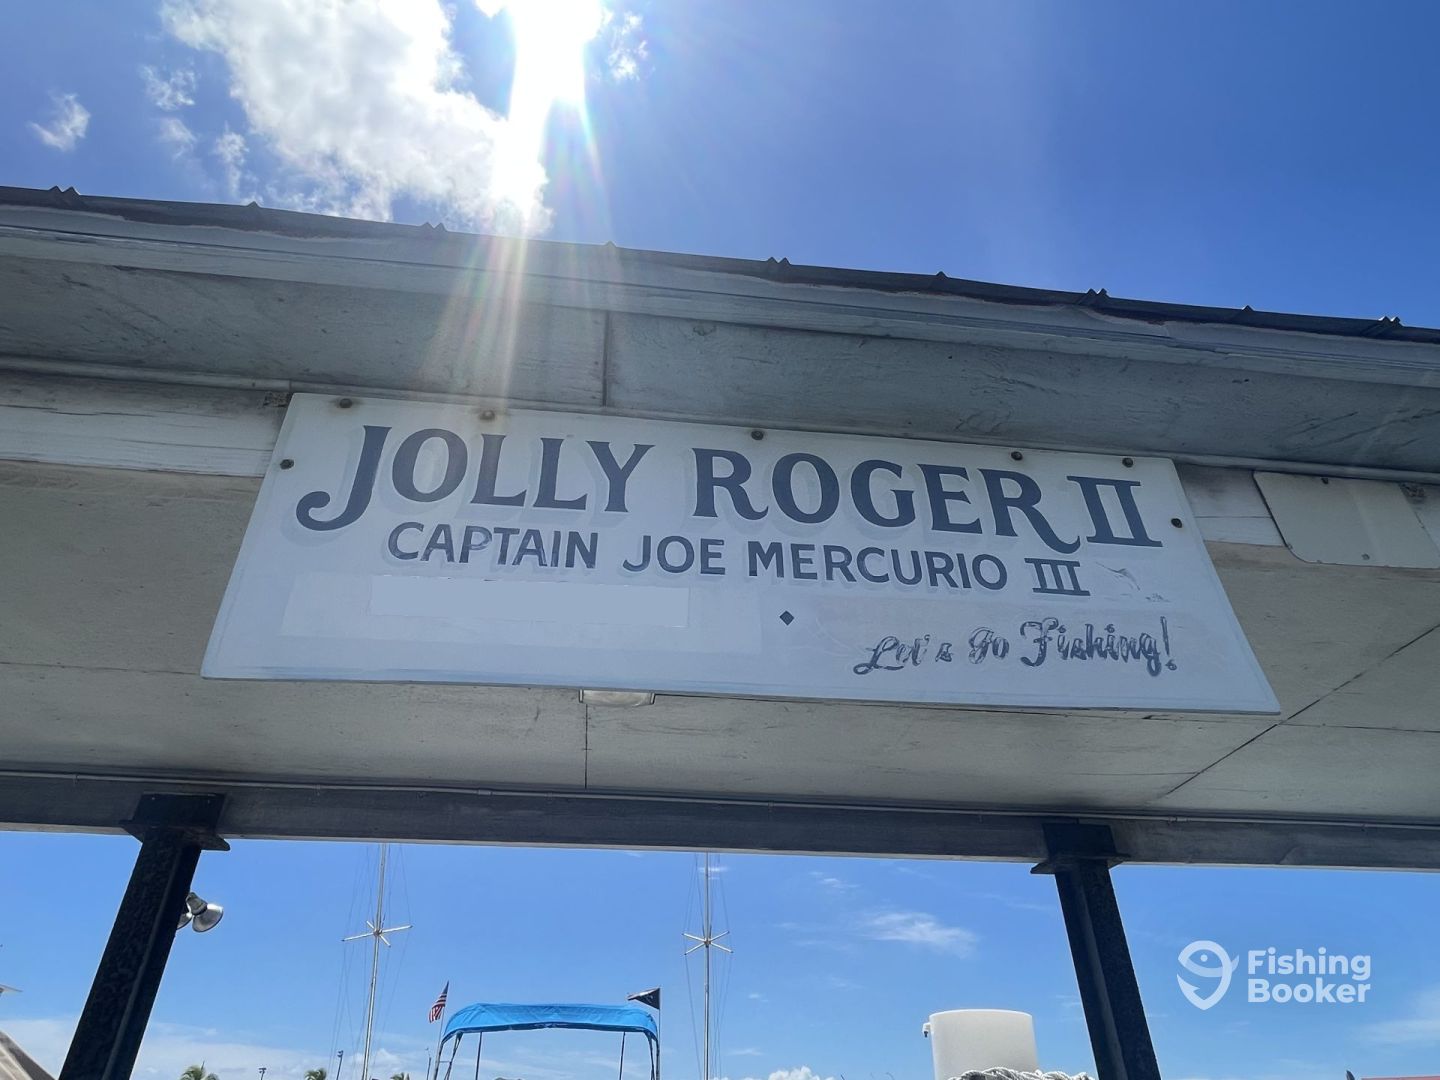 JOLLY ROGER II
CAPTAIN JOE MERCURIO III
Let's Go Fishing!
Fishing
Booker